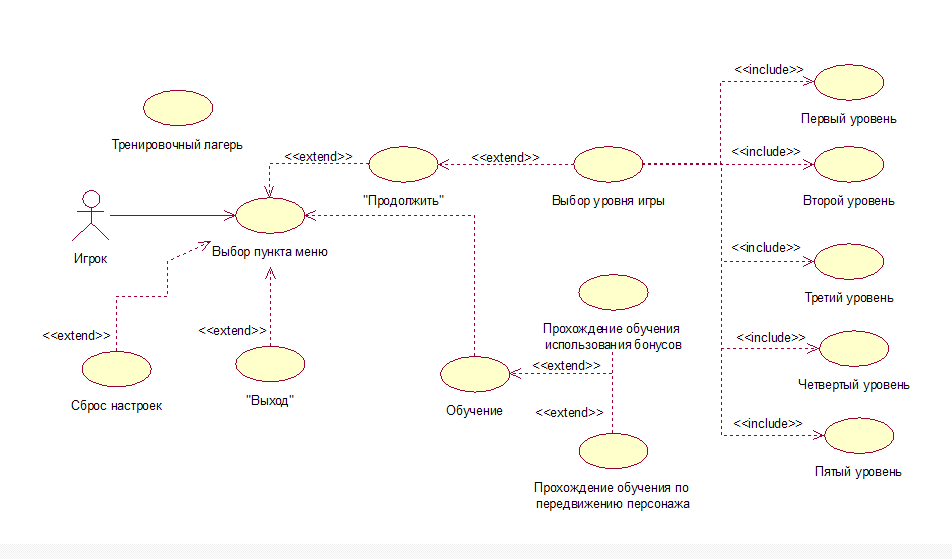 <<include>>
Первый уровень
Тренировочный лагерь
<<extend>>
<<extend>>
<<include>>
"Продолжить"
Выбор уровня игры
Второй уровень
Игрок
Выбор пункта меню
<<include>>
Третий уровень
<<extend>>
<<extend>>
Прохождение обучения
использования бонусов
<<include>>
<<extend>>
Четвертый уровень
Сброс настроек
"Выход"
Обучение
<<extend>>
<<include>>
Пятый уровень
Прохождение обучения по
передвижению персонажа